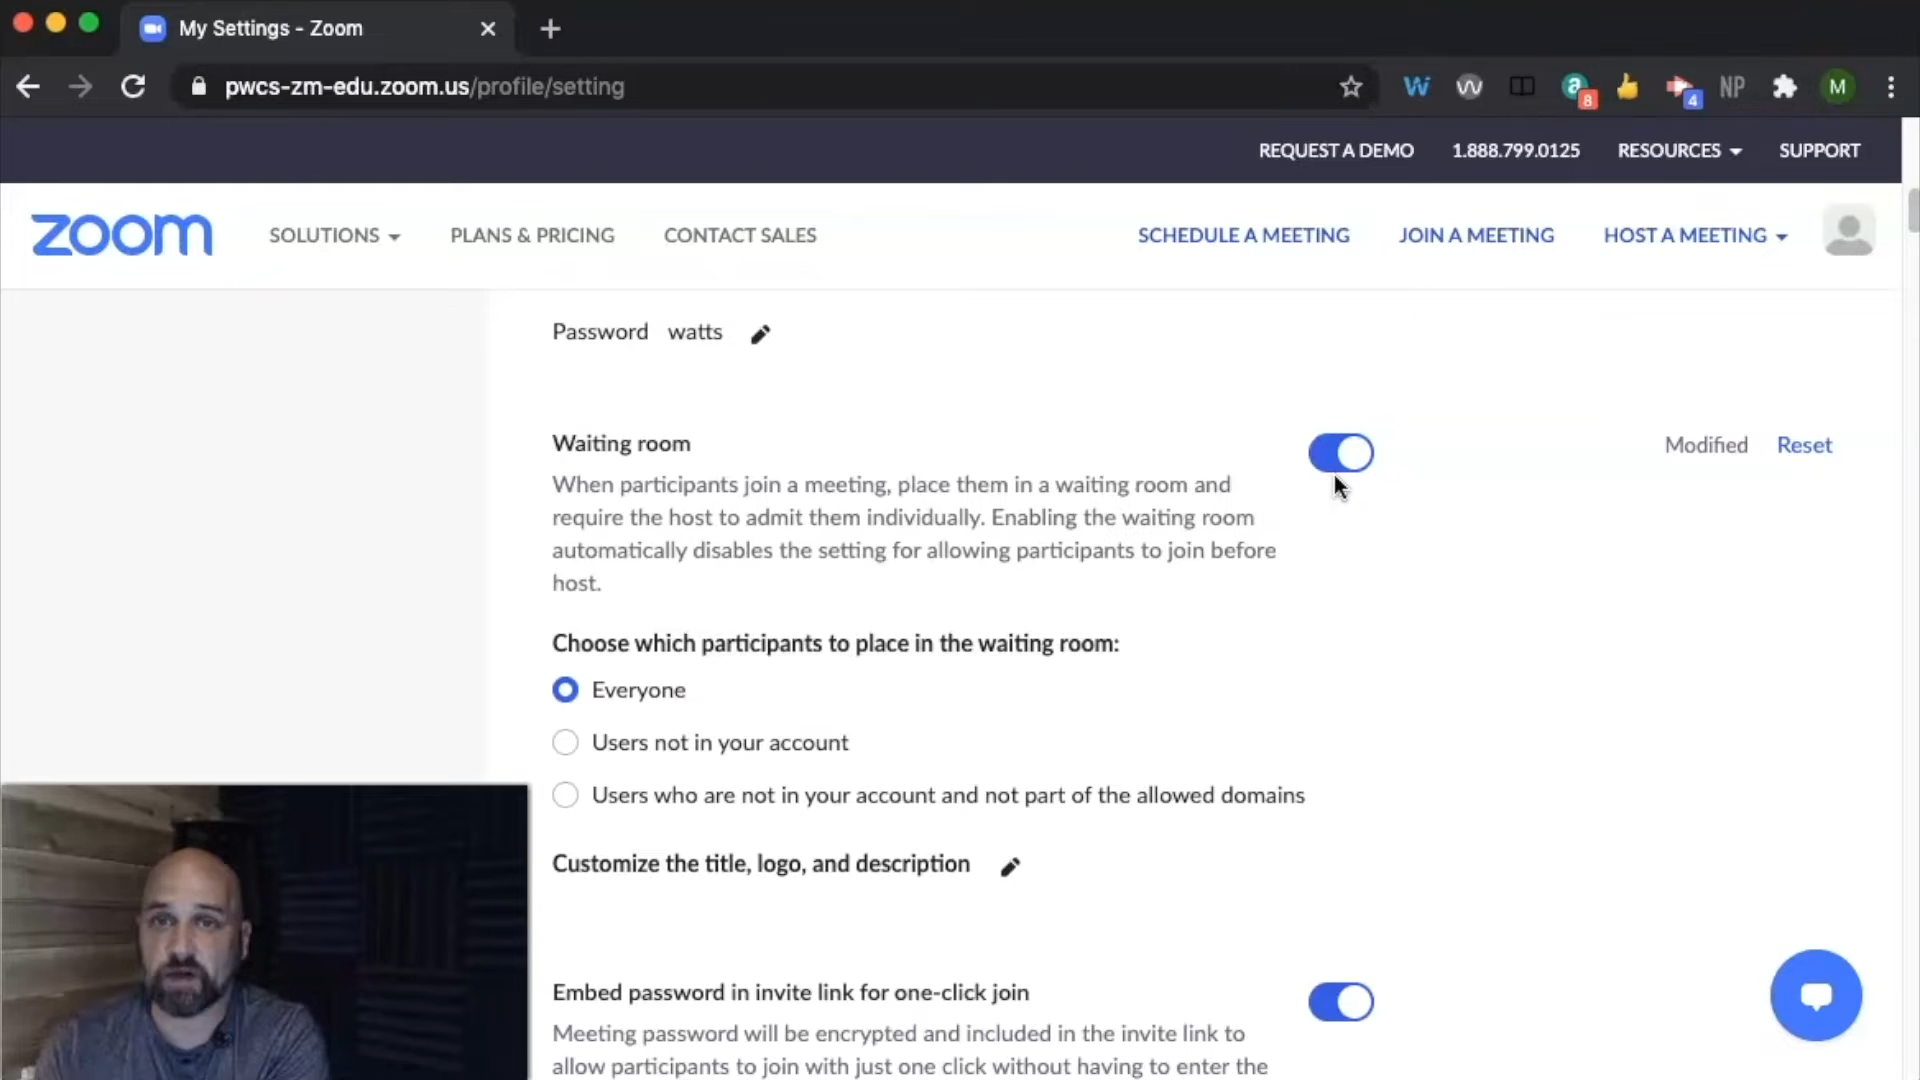 My Settings - Zoom
pwcs-zm-edu.zoom.us/profile/setting
W
a
8
4
NP
M
REQUEST A DEMO 1.888.799.0125 RESOURCES SUPPORT
zoom SOLUTIONS PLANS & PRICING CONTACT SALES SCHEDULE A MEETING JOIN A MEETING HOST A MEETING
Password watts
Waiting room
Modified Reset
When participants join a meeting, place them in a waiting room and
require the host to admit them individually. Enabling the waiting room
automatically disables the setting for allowing participants to join before
host.
Choose which participants to place in the waiting room:
Everyone
Users not in your account
Users who are not in your account and not part of the allowed domains
Customize the title, logo, and description
Embed password in invite link for one-click join
Meeting password will be encrypted and included in the invite link to
allow participants to join with just one click without having to enter the